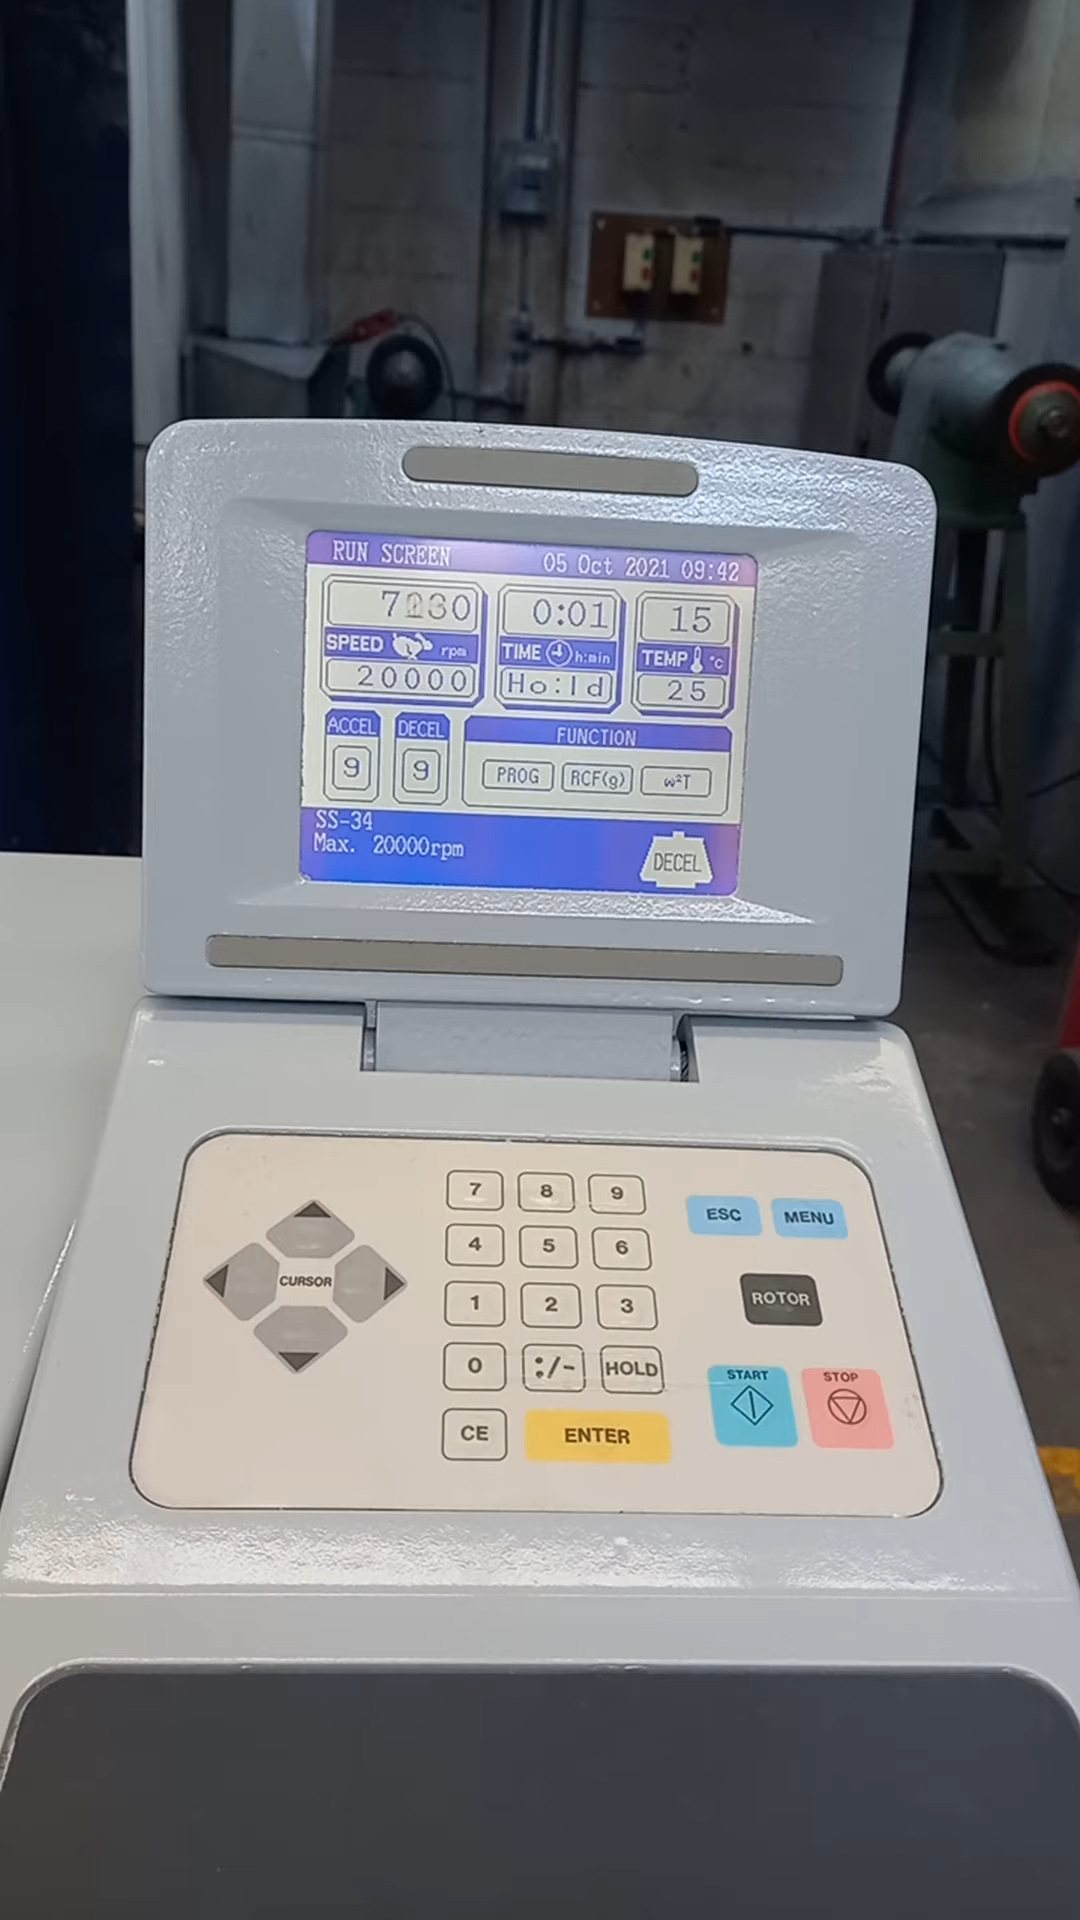 RUN SCREEN 05 Oct 2021 09:42
0:01 15
SPEED rpm TIME h:min TEMP °C
20000 Ho:ld 25
ACCEL DECEL FUNCTION
9 9 PROG RCF(g) ω²T
SS-34
Max. 20000rpm
DECEL
7 8 9
ESC MENU
4 5 6
CURSOR
1 2 3
ROTOR
0 :/- HOLD
START STOP
CE ENTER